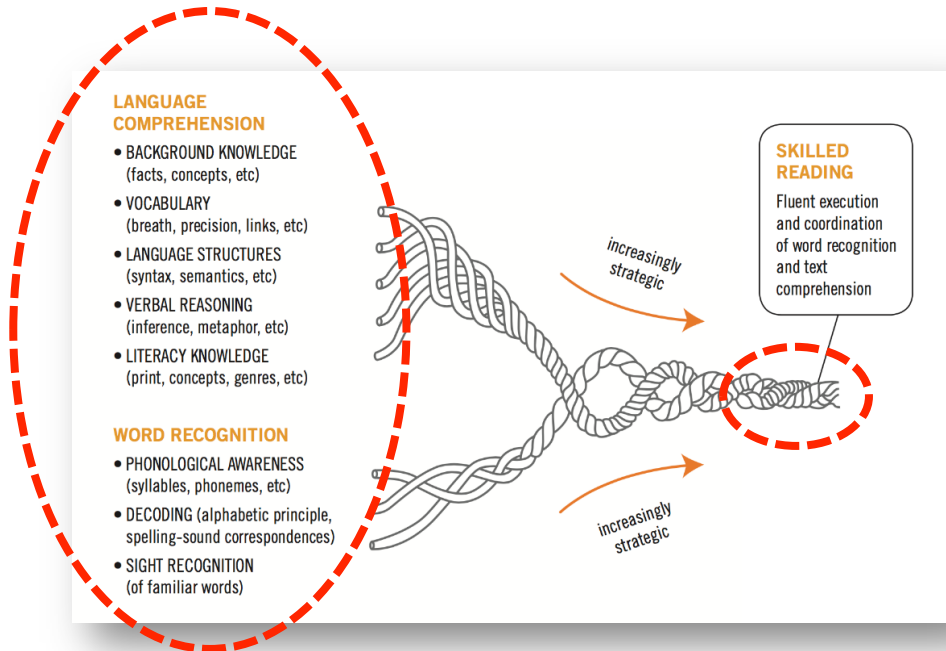 LANGUAGE
COMPREHENSION
• BACKGROUND KNOWLEDGE
(facts, concepts, etc)
• VOCABULARY
(breath, precision, links, etc)
• LANGUAGE STRUCTURES
(syntax, semantics, etc)
• VERBAL REASONING
(inference, metaphor, etc)
• LITERACY KNOWLEDGE
(print, concepts, genres, etc)
WORD RECOGNITION
• PHONOLOGICAL AWARENESS
(syllables, phonemes, etc)
• DECODING (alphabetic principle,
spelling-sound correspondences)
• SIGHT RECOGNITION
(of familiar words)
increasingly
strategic
increasingly
strategic
SKILLED
READING
Fluent execution
and coordination
of word recognition
and text
comprehension